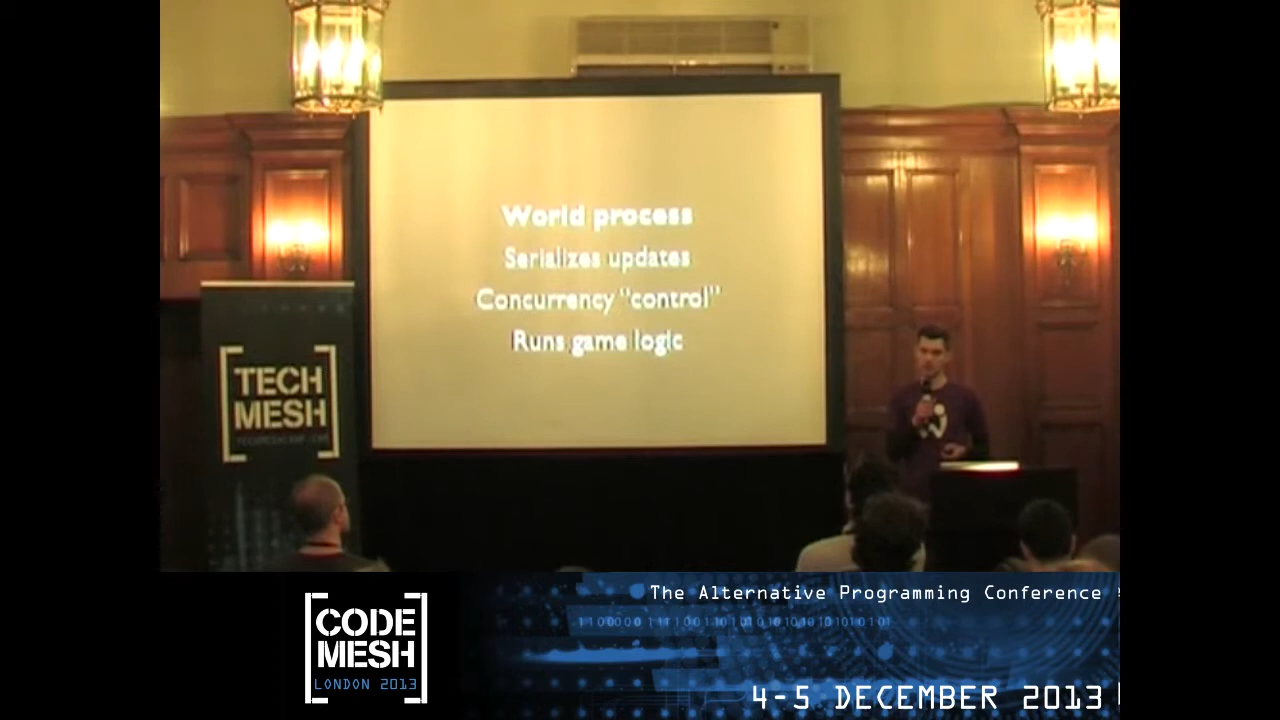 World process
Serializes updates
Concurrency "control"
Runs game logic
TECH
MESH
CODE
MESH
LONDON 2013
The Alternative Programming Conference
4-5 DECEMBER 2013